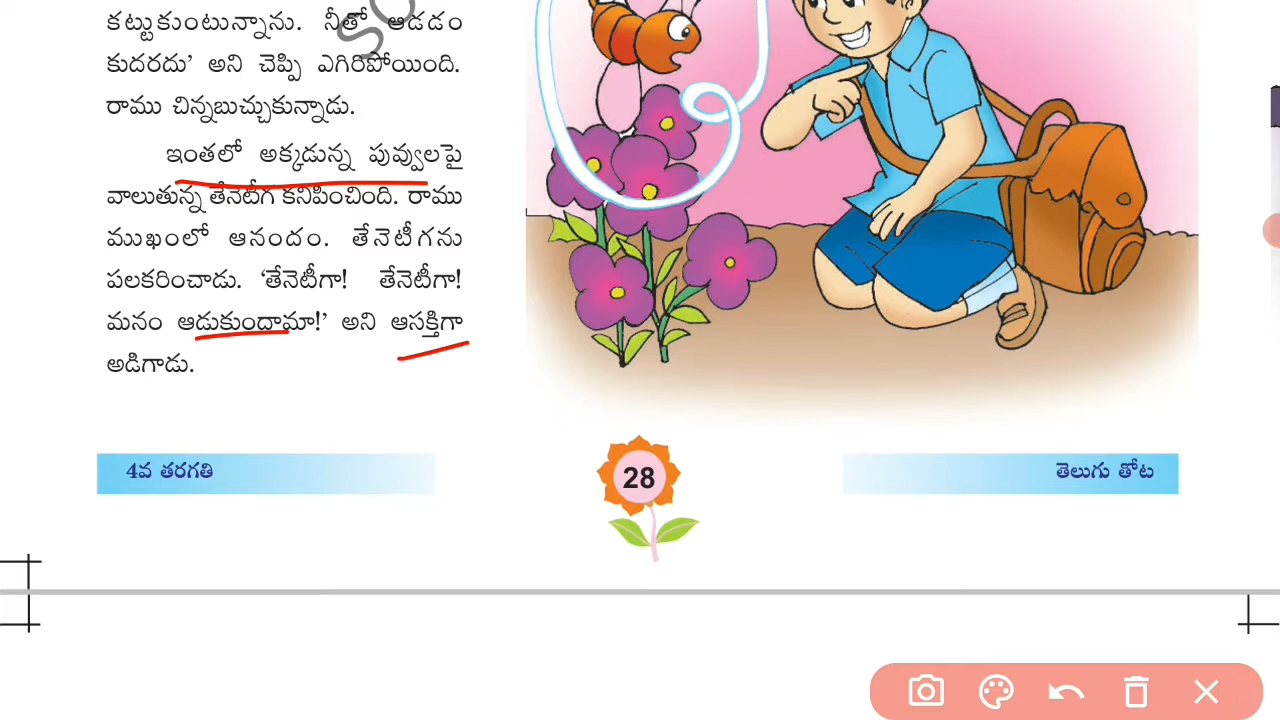 కట్టుకుంటున్నాను. నీతో ఆడడం
కుదరదు’ అని చెప్పి ఎగిరిపోయింది.
రాము చిన్నబుచ్చుకున్నాడు.
ఇంతలో అక్కడున్న పువ్వులపై
వాలుతున్న తేనెటీగ కనిపించింది. రాము
ముఖంలో ఆనందం. తేనెటీగను
పలకరించాడు. ‘తేనెటీగా! తేనెటీగా!
మనం ఆడుకుందామా!’ అని ఆసక్తిగా
అడిగాడు.
4వ తరగతి
28
తెలుగు తోట